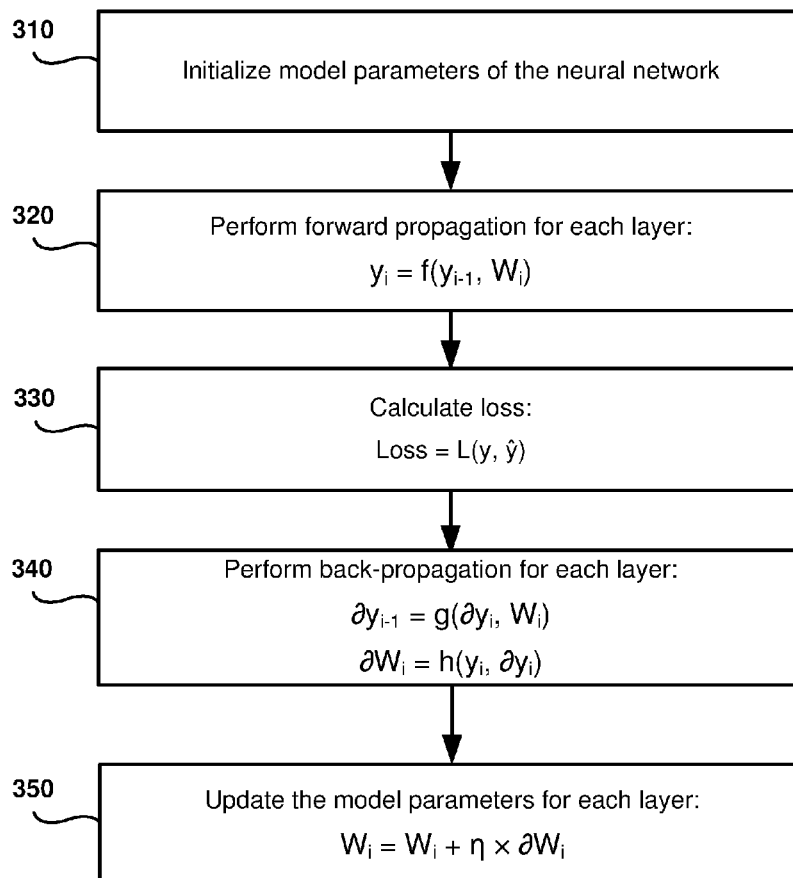 310
Initialize model parameters of the neural network
320
Perform forward propagation for each layer:
yᵢ = f(yᵢ₋₁, Wᵢ)
330
Calculate loss:
Loss = L(y, ŷ)
340
Perform back-propagation for each layer:
∂yᵢ₋₁ = g(∂yᵢ, Wᵢ)
∂Wᵢ = h(yᵢ, ∂yᵢ)
350
Update the model parameters for each layer:
Wᵢ = Wᵢ + η × ∂Wᵢ